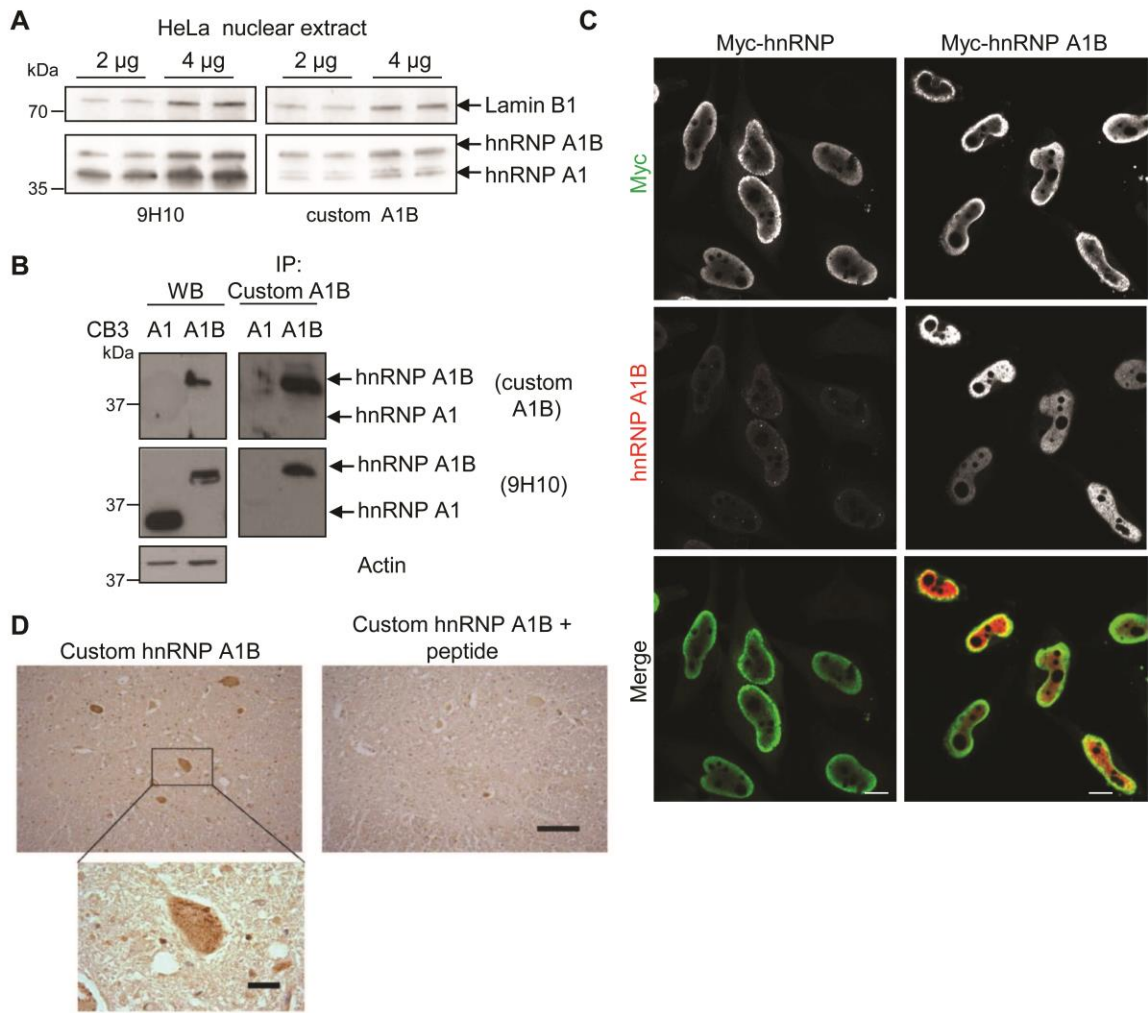 A
HeLa nuclear extract
2 µg 4 µg 2 µg 4 µg
kDa
70
Lamin B1
hnRNP A1B
hnRNP A1
35
9H10 custom A1B
B
IP:
WB Custom A1B
CB3 A1 A1B A1 A1B
kDa
hnRNP A1B
(custom
A1B)
37
hnRNP A1
hnRNP A1B
(9H10)
37
hnRNP A1
Actin
37
C
Myc-hnRNP Myc-hnRNP A1B
Myc
hnRNP A1B
Merge
D
Custom hnRNP A1B
Custom hnRNP A1B +
peptide